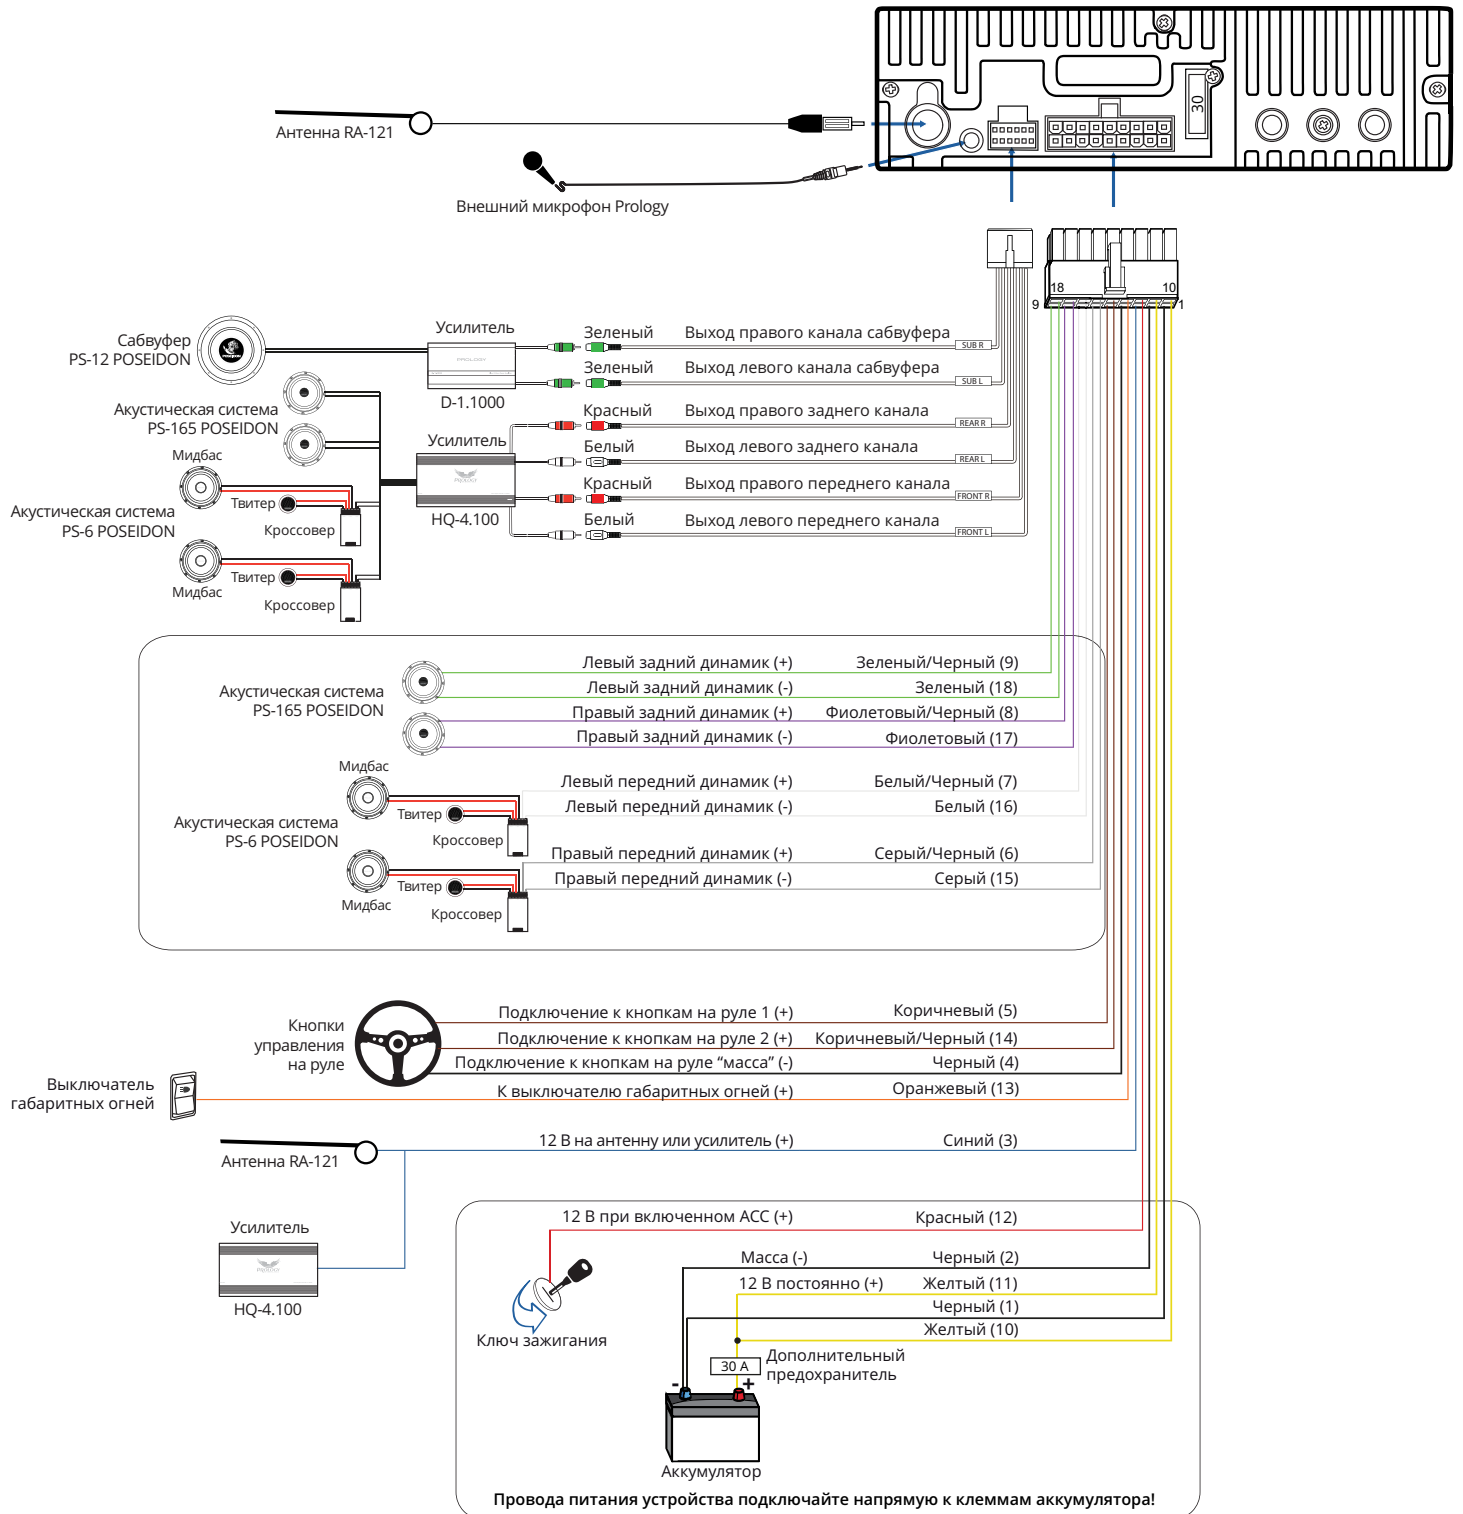 30
Антенна RA-121
Внешний микрофон Prology
18
10
9
1
Сабвуфер
PS-12 POSEIDON
Усилитель
D-1.1000
Зеленый
Выход правого канала сабвуфера
SUB R
Зеленый
Выход левого канала сабвуфера
SUB L
Акустическая система
PS-165 POSEIDON
Усилитель
HQ-4.100
Красный
Выход правого заднего канала
REAR R
Белый
Выход левого заднего канала
REAR L
Красный
Выход правого переднего канала
FRONT R
Белый
Выход левого переднего канала
FRONT L
Мидбас
Твитер
Кроссовер
Акустическая система
PS-6 POSEIDON
Мидбас
Твитер
Кроссовер
Акустическая система
PS-165 POSEIDON
Левый задний динамик (+)
Зеленый/Черный (9)
Левый задний динамик (-)
Зеленый (18)
Правый задний динамик (+)
Фиолетовый/Черный (8)
Правый задний динамик (-)
Фиолетовый (17)
Мидбас
Твитер
Кроссовер
Акустическая система
PS-6 POSEIDON
Мидбас
Твитер
Кроссовер
Левый передний динамик (+)
Белый/Черный (7)
Левый передний динамик (-)
Белый (16)
Правый передний динамик (+)
Серый/Черный (6)
Правый передний динамик (-)
Серый (15)
Кнопки
управления
на руле
Подключение к кнопкам на руле 1 (+)
Коричневый (5)
Подключение к кнопкам на руле 2 (+)
Коричневый/Черный (14)
Подключение к кнопкам на руле “масса” (-)
Черный (4)
Выключатель
габаритных огней
К выключателю габаритных огней (+)
Оранжевый (13)
Антенна RA-121
12 В на антенну или усилитель (+)
Синий (3)
Усилитель
HQ-4.100
12 В при включенном ACC (+)
Красный (12)
Масса (-)
Черный (2)
12 В постоянно (+)
Желтый (11)
Черный (1)
Желтый (10)
Ключ зажигания
30 А
Дополнительный
предохранитель
- +
Аккумулятор
Провода питания устройства подключайте напрямую к клеммам аккумулятора!